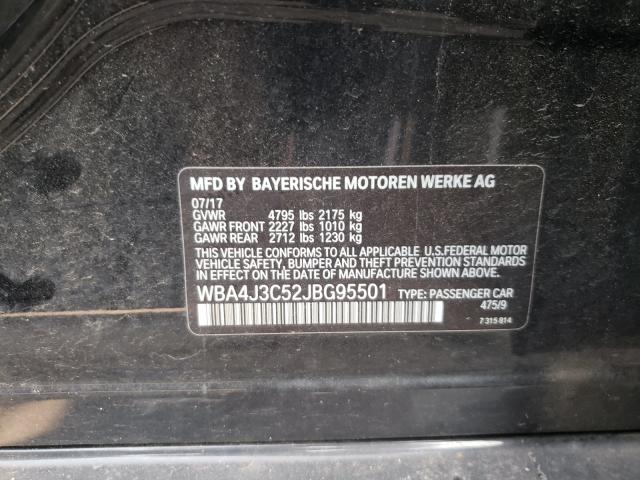 MFD BY BAYERISCHE MOTOREN WERKE AG
07/17
GVWR 4795 lbs 2175 kg
GAWR FRONT 2227 lbs 1010 kg
GAWR REAR 2712 lbs 1230 kg
THIS VEHICLE CONFORMS TO ALL APPLICABLE U.S.FEDERAL MOTOR
VEHICLE SAFETY, BUMPER AND THEFT PREVENTION STANDARDS IN
EFFECT ON THE DATE OF MANUFACTURE SHOWN ABOVE.
WBA4J3C52JBG95501 TYPE: PASSENGER CAR
475/9
7 315 814